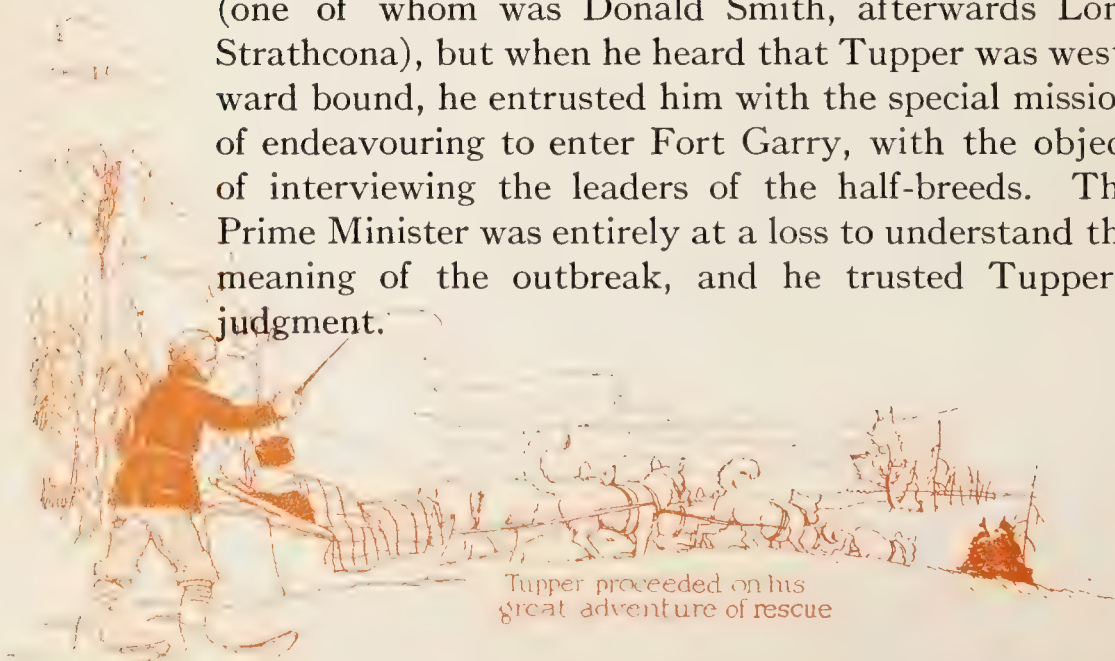 (one of whom was Donald Smith, afterwards Lor
Strathcona), but when he heard that Tupper was west
ward bound, he entrusted him with the special missio
of endeavouring to enter Fort Garry, with the objec
of interviewing the leaders of the half-breeds. Th
Prime Minister was entirely at a loss to understand th
meaning of the outbreak, and he trusted Tupper
judgment.
Tupper proceeded on his
great adventure of rescue